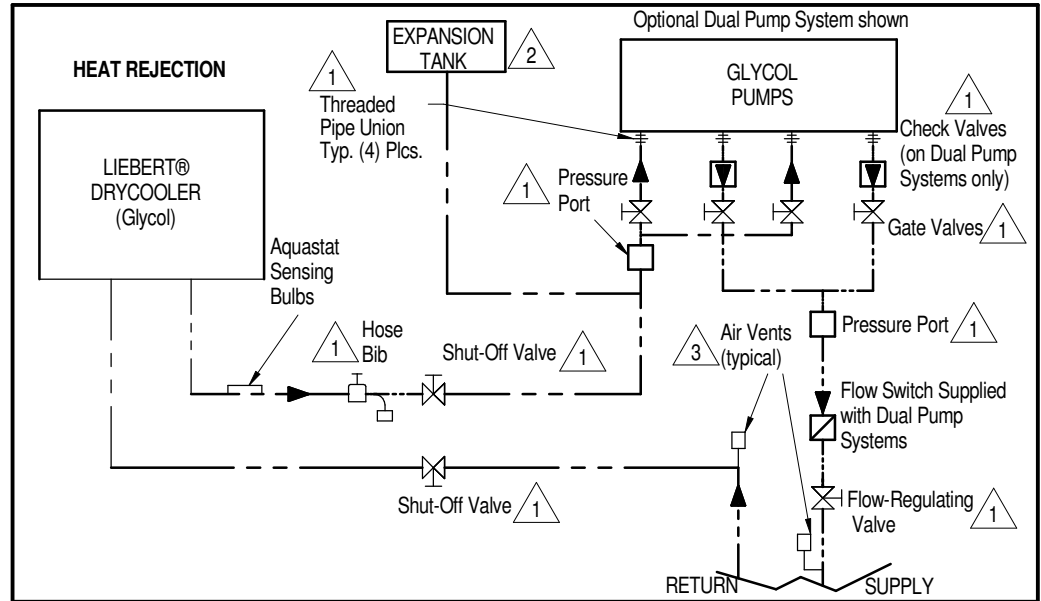 Optional Dual Pump System shown
HEAT REJECTION
EXPANSION
TANK
2
GLYCOL
PUMPS
1
Threaded
Pipe Union
Typ. (4) Plcs.
1
Check Valves
(on Dual Pump
Systems only)
LIEBERT®
DRYCOOLER
(Glycol)
1
Pressure
Port
Gate Valves
1
Aquastat
Sensing
Bulbs
1
Hose
Bib
Shut-Off Valve
1
3
Air Vents
(typical)
Pressure Port
1
Flow Switch Supplied
with Dual Pump
Systems
Shut-Off Valve
1
Flow-Regulating
Valve
1
RETURN
SUPPLY